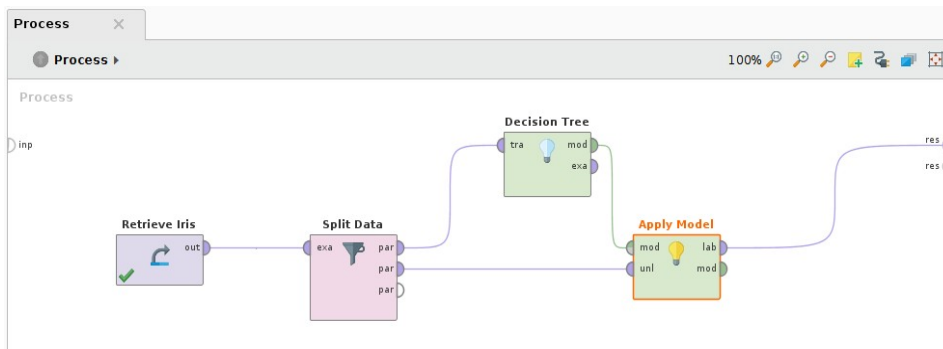 Process
Process
100%
Process
inp
Decision Tree
tra
mod
exa
res
res
Retrieve Iris
out
Split Data
exa
par
par
par
Apply Model
mod
lab
unl
mod